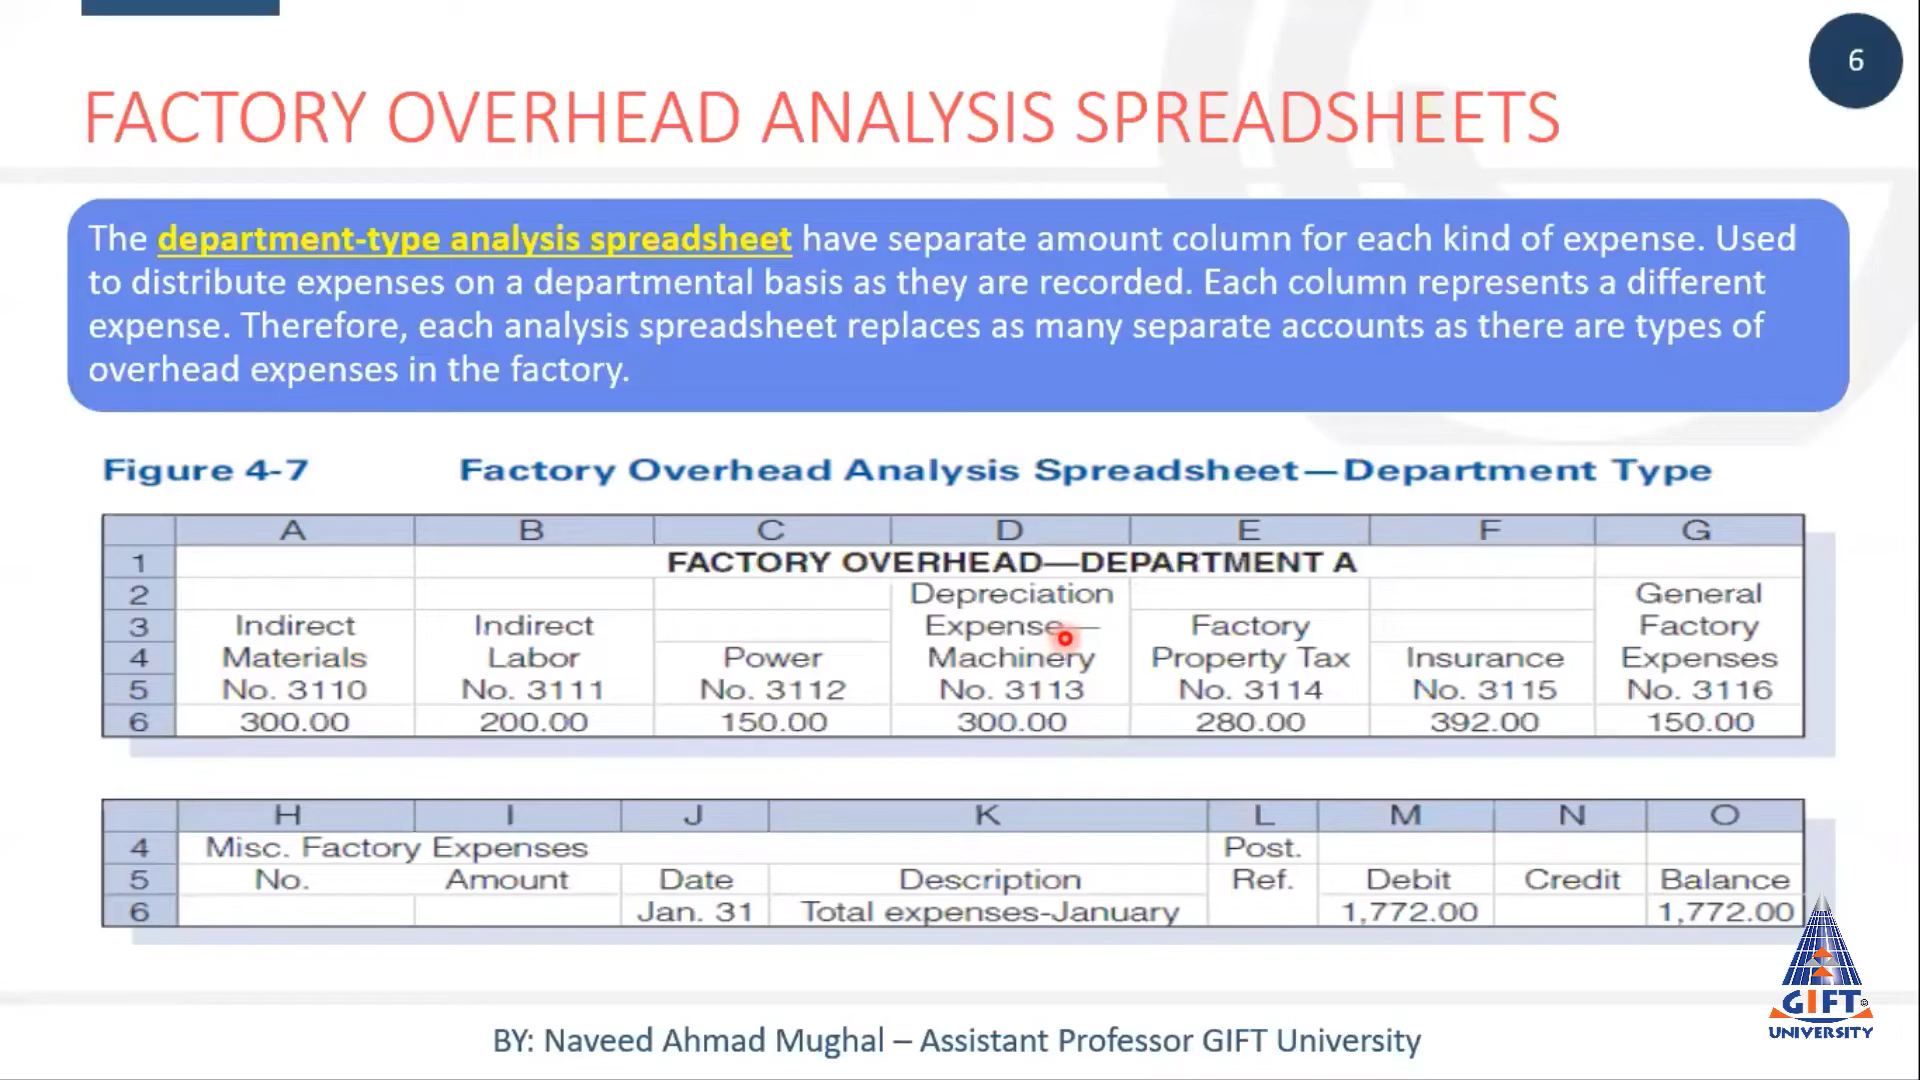 6
FACTORY OVERHEAD ANALYSIS SPREADSHEETS
The department-type analysis spreadsheet have separate amount column for each kind of expense. Used
to distribute expenses on a departmental basis as they are recorded. Each column represents a different
expense. Therefore, each analysis spreadsheet replaces as many separate accounts as there are types of
overhead expenses in the factory.
Figure 4-7 Factory Overhead Analysis Spreadsheet—Department Type
A B C D E F G
1 FACTORY OVERHEAD—DEPARTMENT A
2 Depreciation General
3 Indirect Indirect Expense— Factory Factory
4 Materials Labor Power Machinery Property Tax Insurance Expenses
5 No. 3110 No. 3111 No. 3112 No. 3113 No. 3114 No. 3115 No. 3116
6 300.00 200.00 150.00 300.00 280.00 392.00 150.00
H I J K L M N O
4 Misc. Factory Expenses Post.
5 No. Amount Date Description Ref. Debit Credit Balance
6 Jan. 31 Total expenses-January 1,772.00 1,772.00
GIFT©
UNIVERSITY
BY: Naveed Ahmad Mughal – Assistant Professor GIFT University